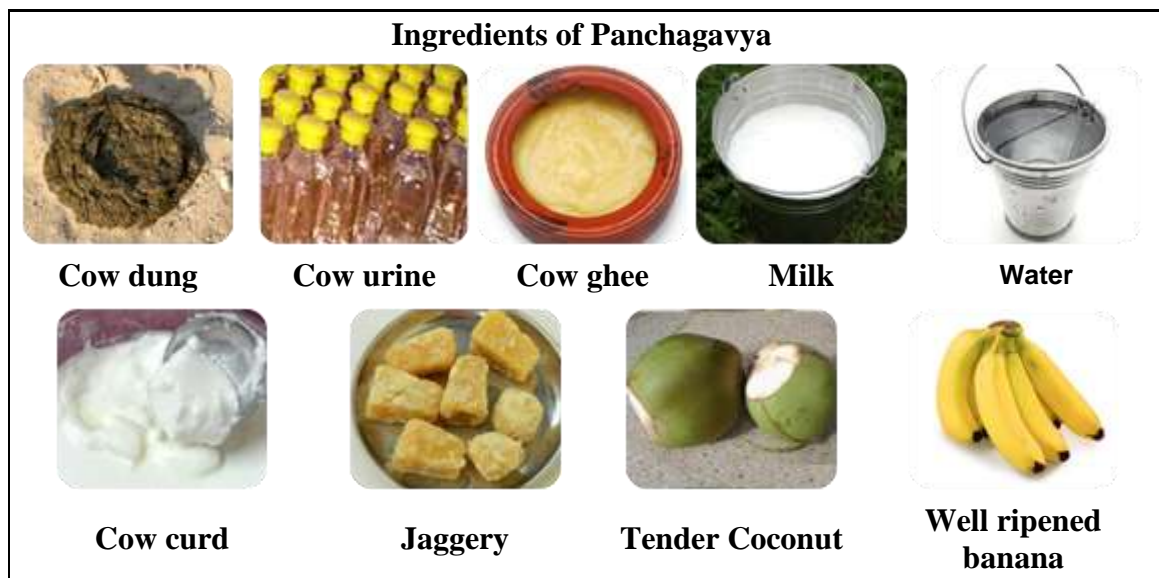 Ingredients of Panchagavya
Cow dung
Cow urine
Cow ghee
Milk
Water
Cow curd
Jaggery
Tender Coconut
Well ripened
banana